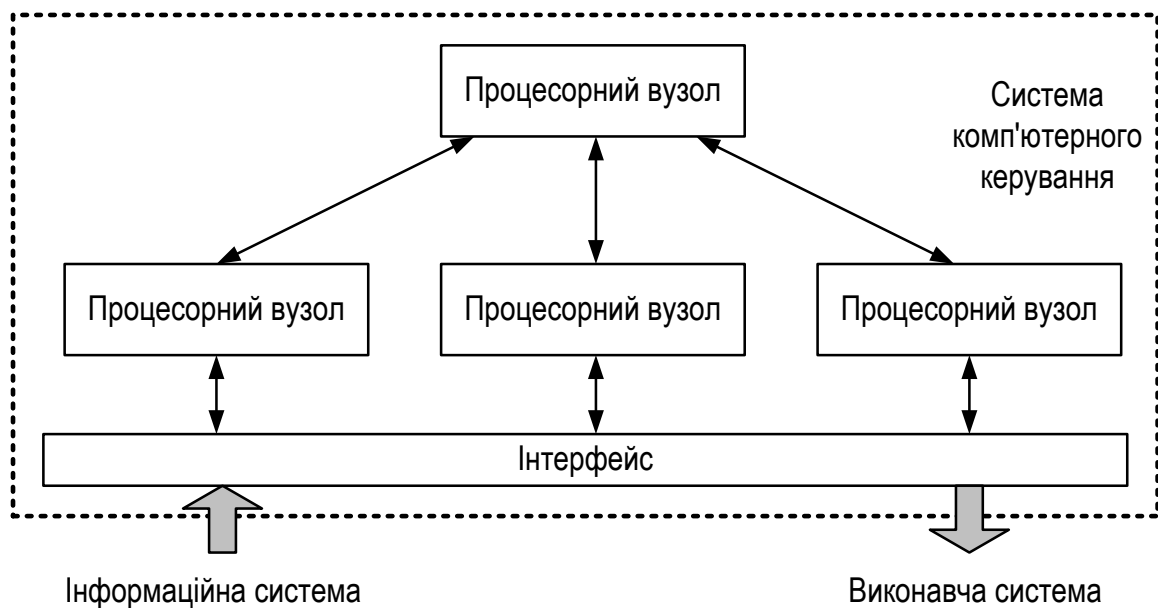 Процесорний вузол
Система
комп'ютерного
керування
Процесорний вузол
Процесорний вузол
Процесорний вузол
Інтерфейс
Інформаційна система
Виконавча система